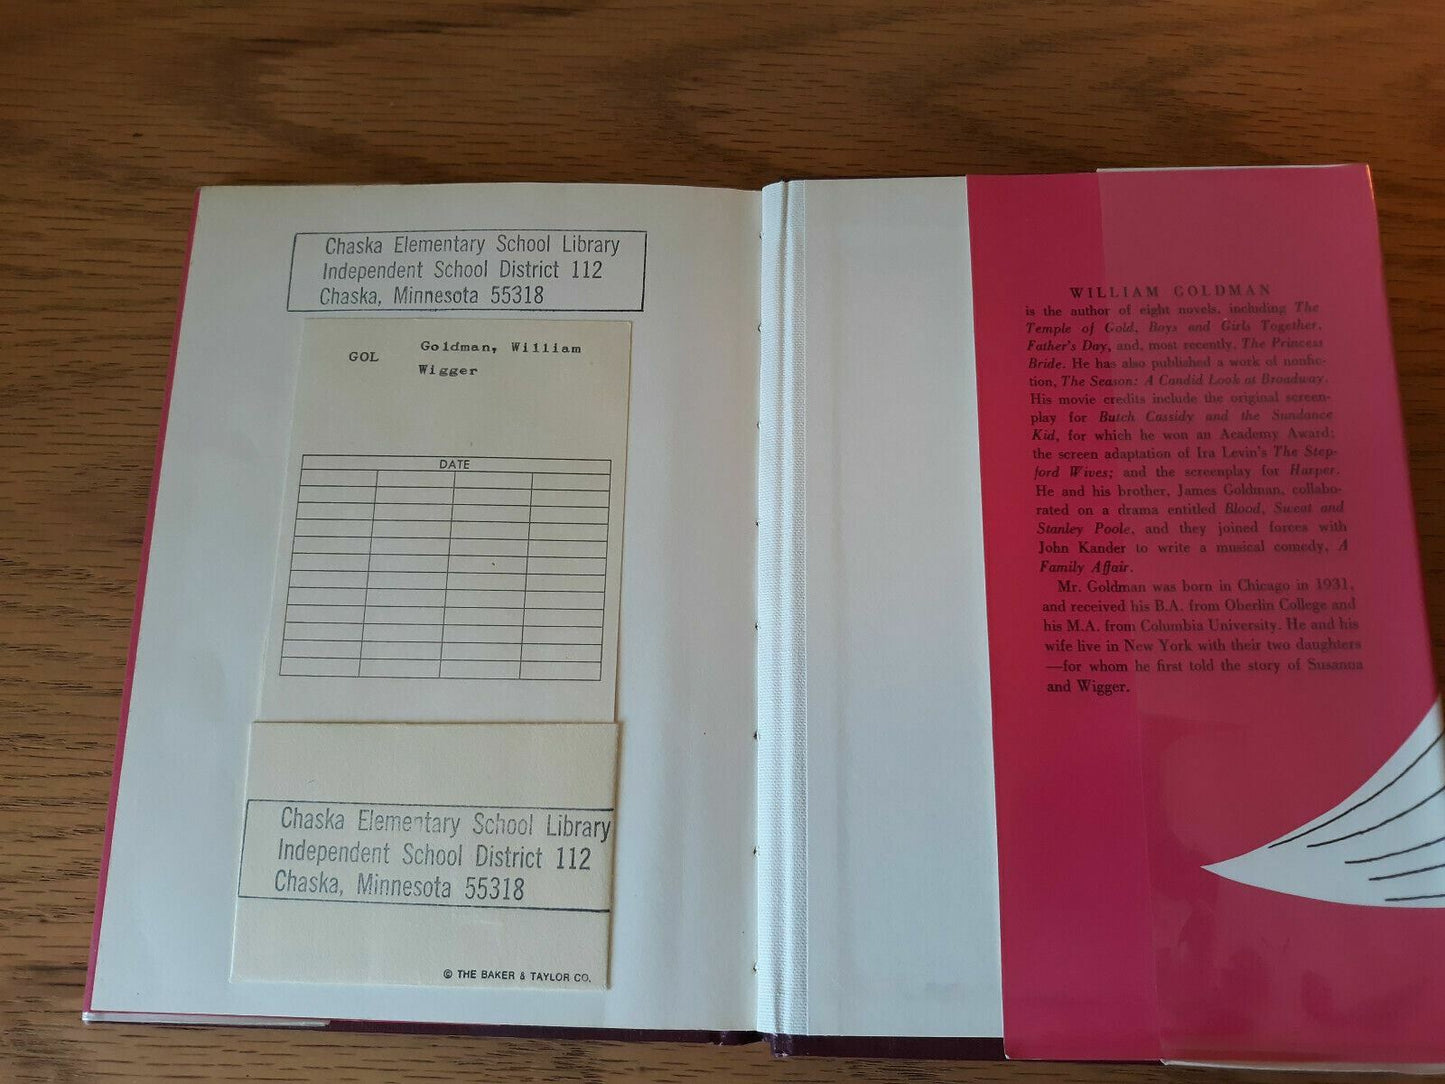 Chaska Elementary School Library
Independent School District 112
Chaska, Minnesota 55318
GOL Goldman, William
Wigger
DATE
Chaska Elementary School Library
Independent School District 112
Chaska, Minnesota 55318
© THE BAKER & TAYLOR CO.
WILLIAM GOLDMAN
is the author of eight novels, including The
Temple of Gold, Boys and Girls Together,
Father's Day, and, most recently, The Princess
Bride. He has also published a work of nonfic-
tion, The Season: A Candid Look at Broadway.
His movie credits include the original screen-
play for Butch Cassidy and the Sundance
Kid, for which he won an Academy Award;
the screen adaptation of Ira Levin's The Step-
ford Wives; and the screenplay for Harper.
He and his brother, James Goldman, collabo-
rated on a drama entitled Blood, Sweat and
Stanley Poole, and they joined forces with
John Kander to write a musical comedy, A
Family Affair.
Mr. Goldman was born in Chicago in 1931,
and received his B.A. from Oberlin College and
his M.A. from Columbia University. He and his
wife live in New York with their two daughters
—for whom he first told the story of Susanna
and Wigger.